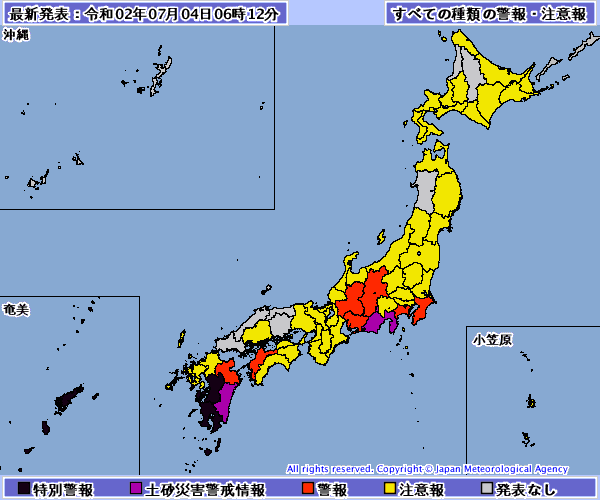 最新発表：令和02年07月04日06時12分
すべての種類の警報・注意報
沖縄
奄美
小笠原
All rights reserved. Copyright © Japan Meteorological Agency
特別警報 土砂災害警戒情報 警報 注意報 発表なし